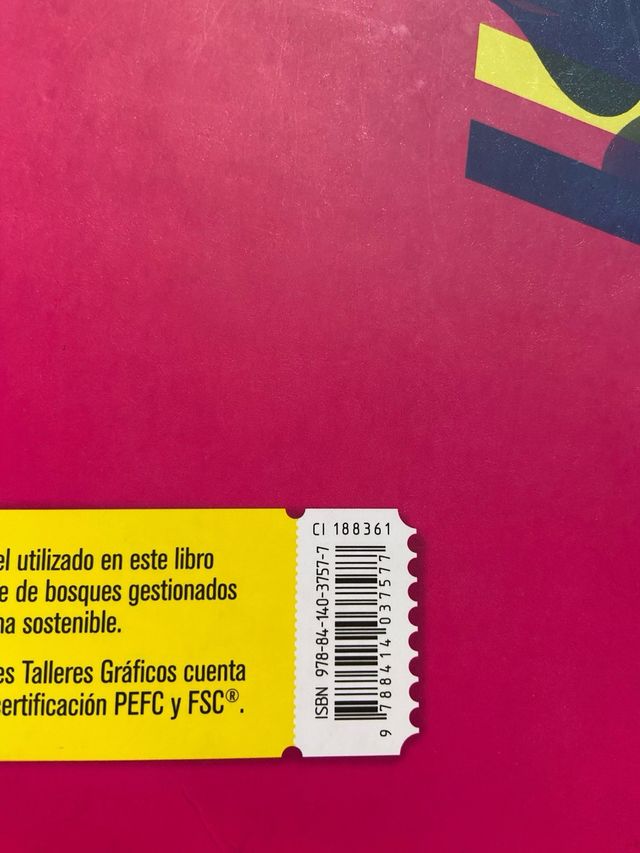 el utilizado en este libro
e de bosques gestionados
na sostenible.
es Talleres Gráficos cuenta
certificación PEFC y FSC®.
CI 188361
ISBN 978-84-140-3757-7
9 788414 037577